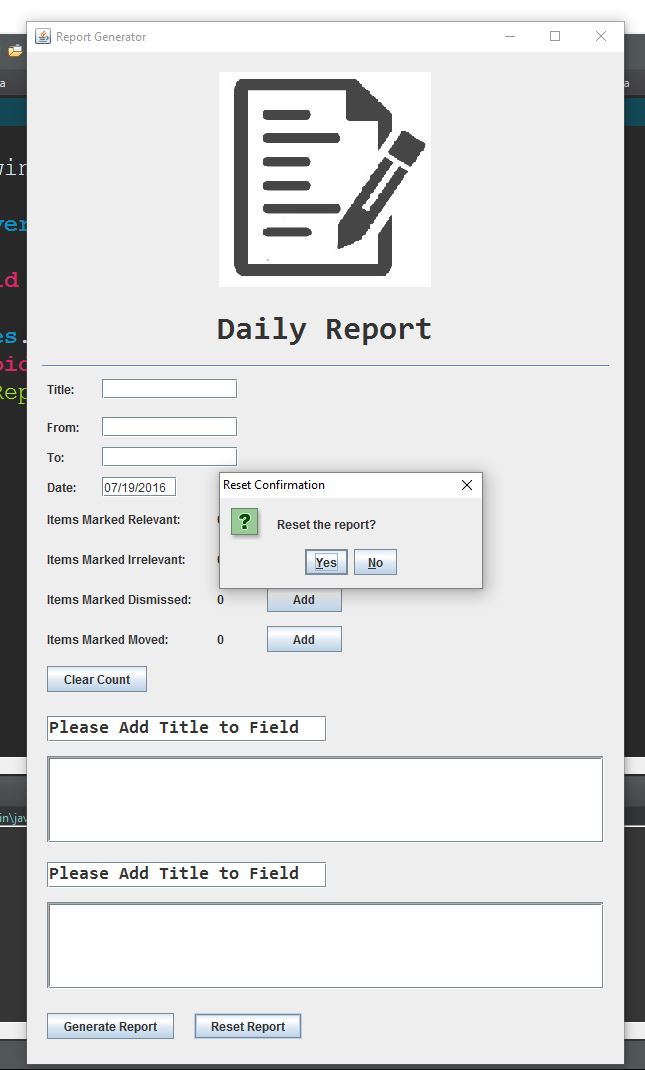 Report Generator
Daily Report
Title:
From:
To:
Date: 07/19/2016
Reset Confirmation
Reset the report?
Yes No
Items Marked Relevant:
Items Marked Irrelevant:
Items Marked Dismissed: 0 Add
Items Marked Moved: 0 Add
Clear Count
Please Add Title to Field
Please Add Title to Field
Generate Report Reset Report